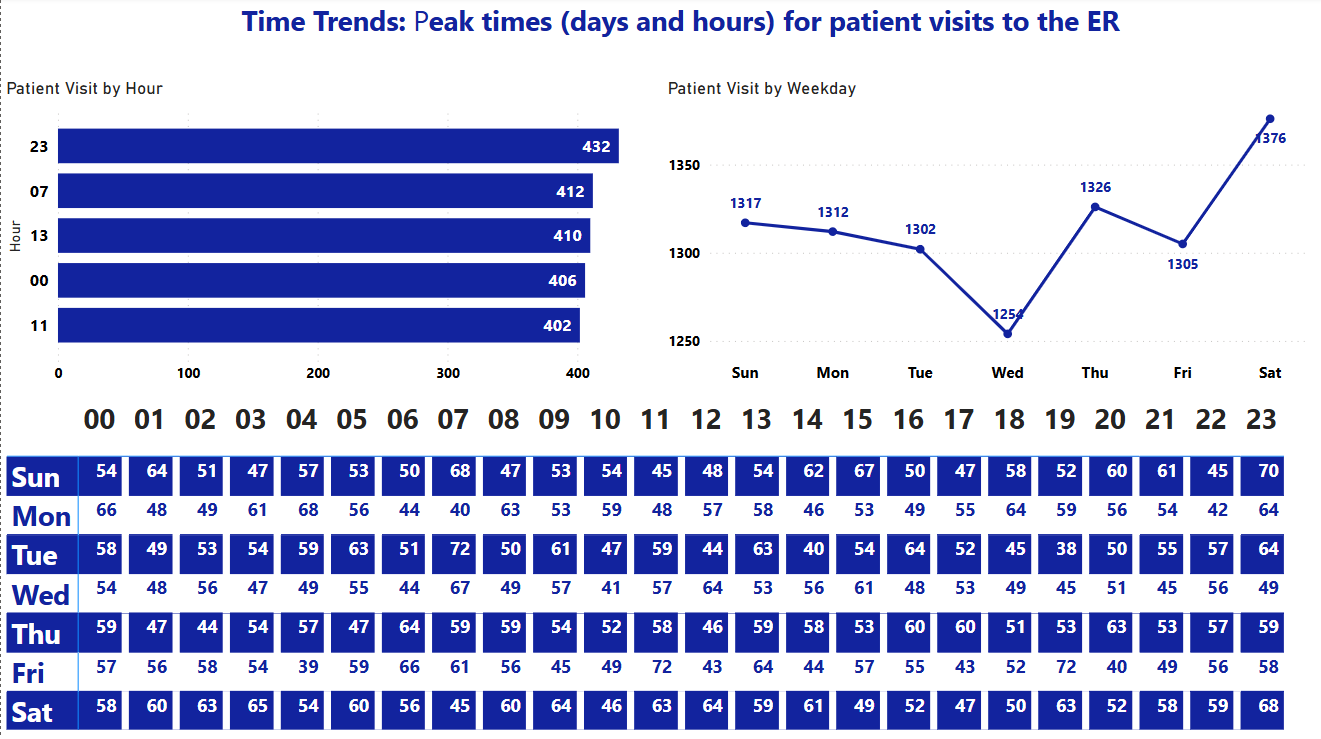 Time Trends: Peak times (days and hours) for patient visits to the ER
Patient Visit by Hour
Hour
23 432
07 412
13 410
00 406
11 402
0 100 200 300 400
Patient Visit by Weekday
1350
1300
1250
1317 1312 1302 1254 1326 1305 1376
Sun Mon Tue Wed Thu Fri Sat
00 01 02 03 04 05 06 07 08 09 10 11 12 13 14 15 16 17 18 19 20 21 22 23
Sun 54 64 51 47 57 53 50 68 47 53 54 45 48 54 62 67 50 47 58 52 60 61 45 70
Mon 66 48 49 61 68 56 44 40 63 53 59 48 57 58 46 53 49 55 64 59 56 54 42 64
Tue 58 49 53 54 59 63 51 72 50 61 47 59 44 63 40 54 64 52 45 38 50 55 57 64
Wed 54 48 56 47 49 55 44 67 49 57 41 57 64 53 56 61 48 53 49 45 51 45 56 49
Thu 59 47 44 54 57 47 64 59 59 54 52 58 46 59 58 53 60 60 51 53 63 53 57 59
Fri 57 56 58 54 39 59 66 61 56 45 49 72 43 64 44 57 55 43 52 72 40 49 56 58
Sat 58 60 63 65 54 60 56 45 60 64 46 63 64 59 61 49 52 47 50 63 52 58 59 68